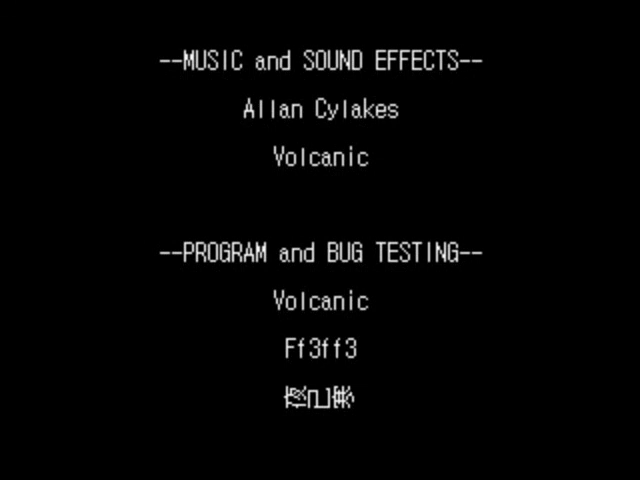 --MUSIC and SOUND EFFECTS--
Allan Cylakes
Volcanic
--PROGRAM and BUG TESTING--
Volcanic
Ff3ff3